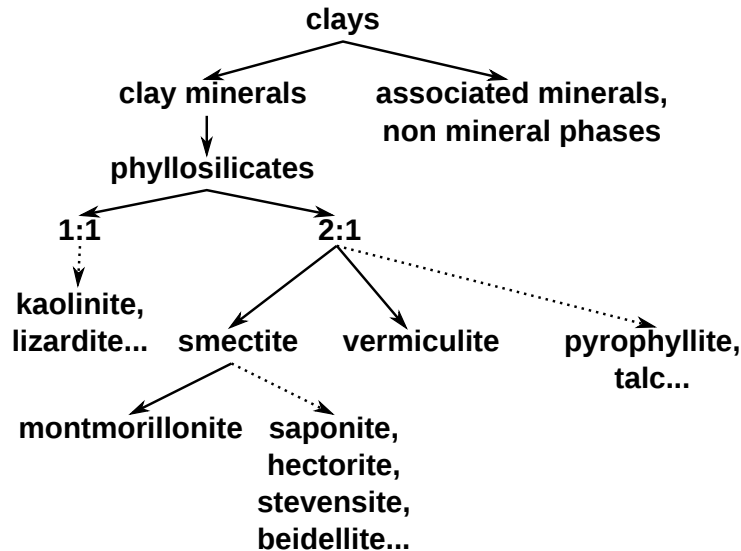 clays
clay minerals
associated minerals,
non mineral phases
phyllosilicates
1:1
2:1
kaolinite,
lizardite...
smectite
vermiculite
pyrophyllite,
talc...
montmorillonite
saponite,
hectorite,
stevensite,
beidellite...